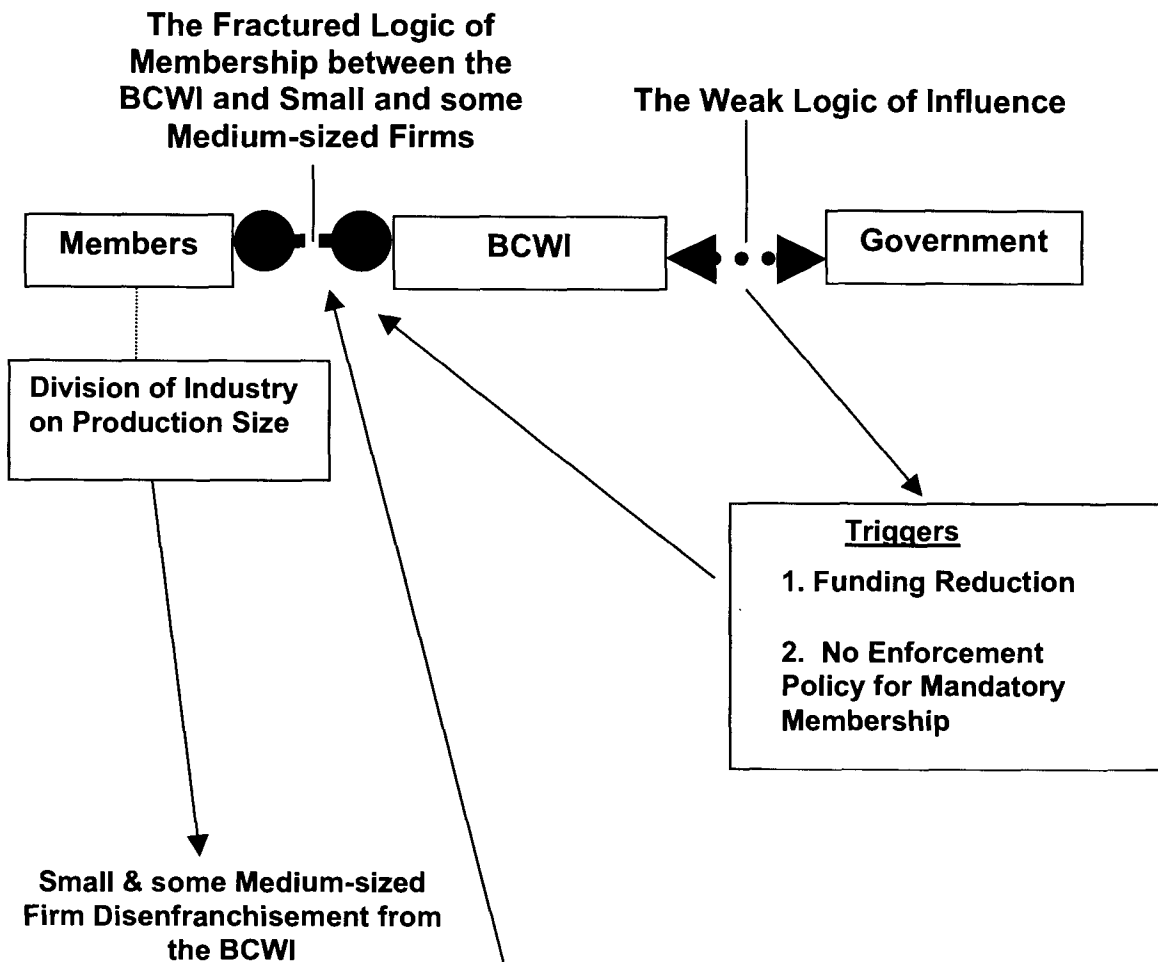 The Fractured Logic of
Membership between the
BCWI and Small and some
Medium-sized Firms
The Weak Logic of Influence
Members
BCWI
Government
Division of Industry
on Production Size
Triggers
1. Funding Reduction
2. No Enforcement
Policy for Mandatory
Membership
Small & some Medium-sized
Firm Disenfranchisement from
the BCWI